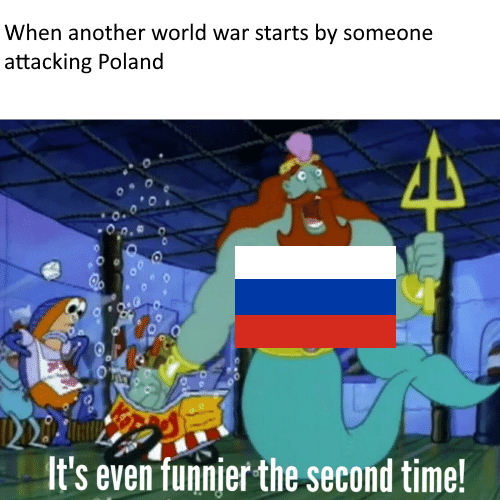 When another world war starts by someone
attacking Poland
It's even funnier the second time!